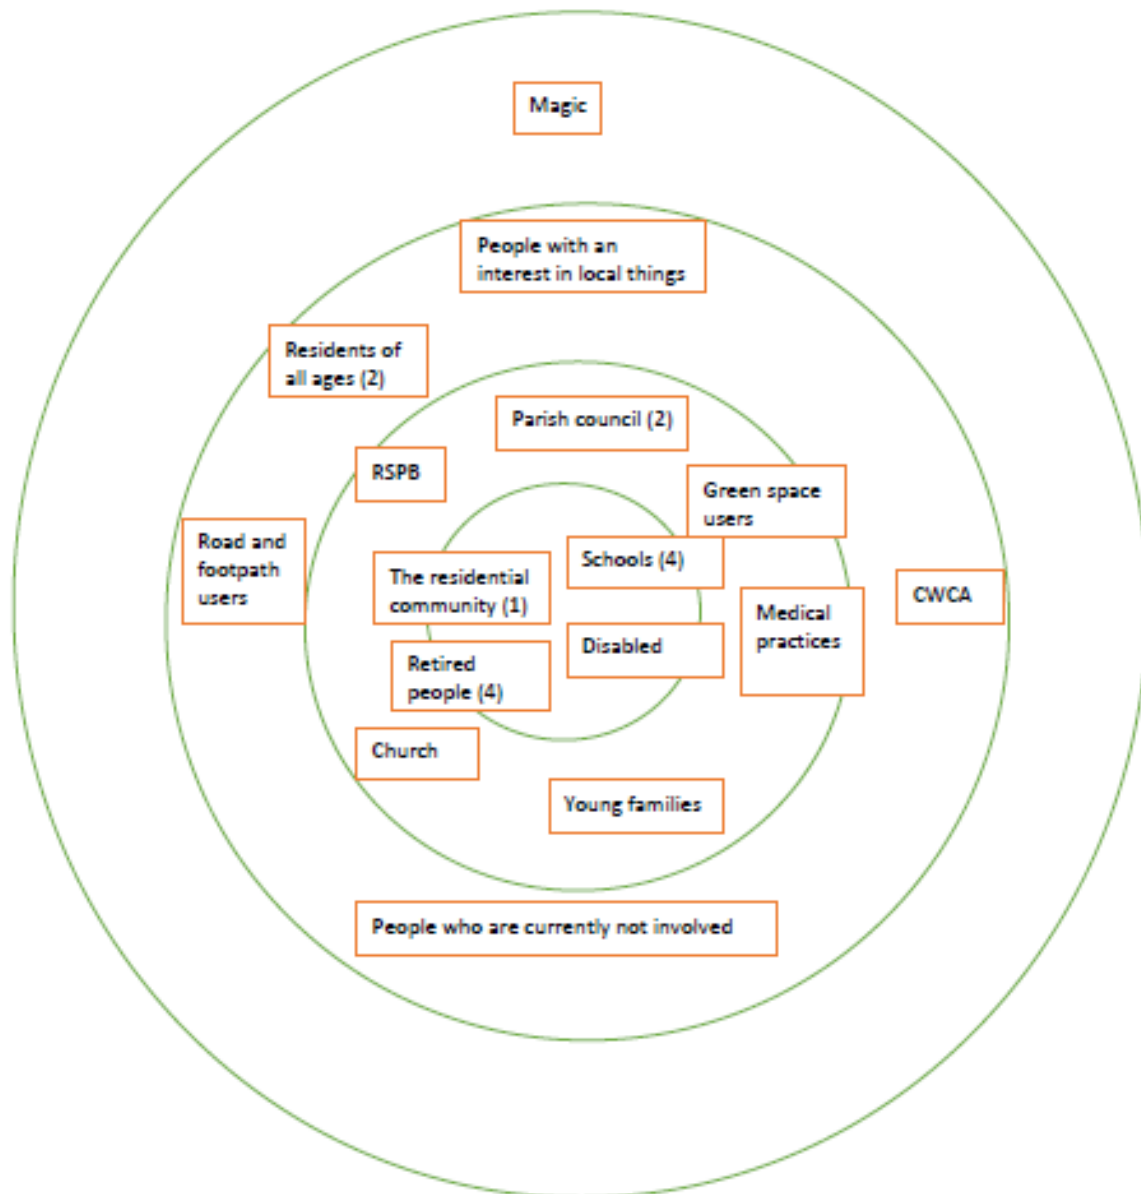 Magic
People with an
interest in local things
Residents of
all ages (2)
Parish council (2)
RSPB
Green space
users
Road and
footpath
users
Schools (4)
The residential
community (1)
CWCA
Medical
practices
Disabled
Retired
people (4)
Church
Young families
People who are currently not involved